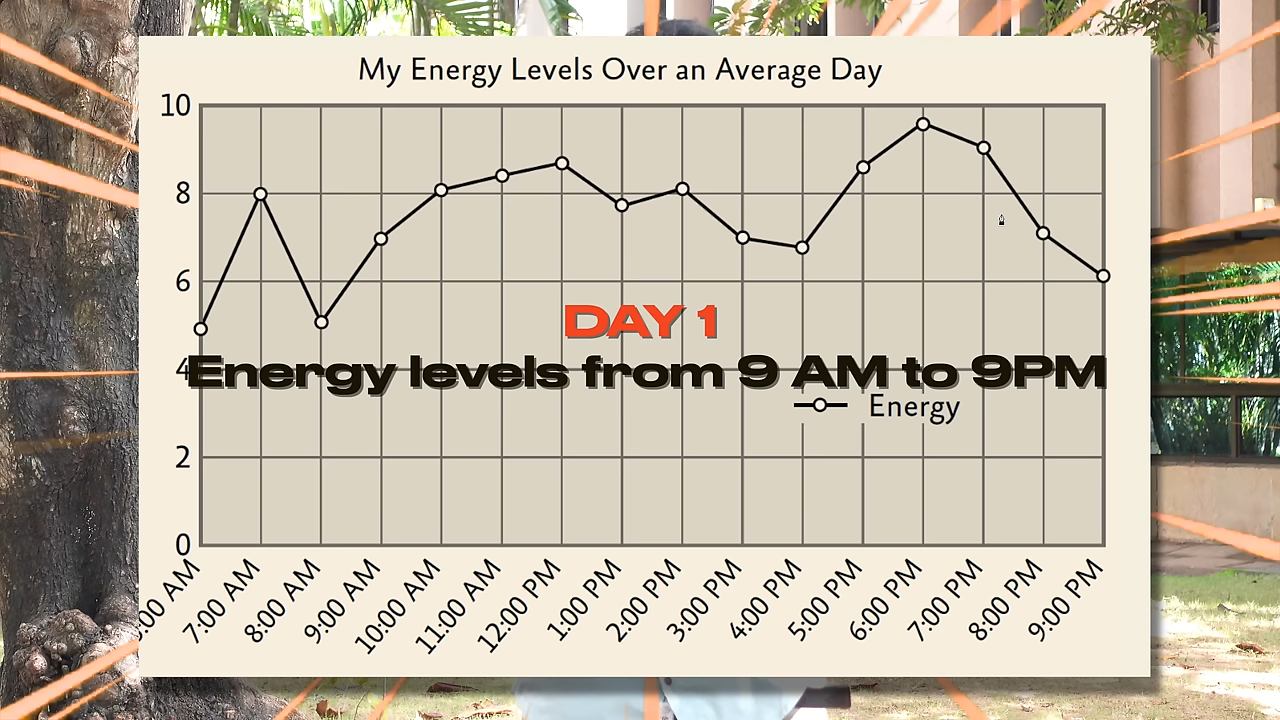 My Energy Levels Over an Average Day
10
8
6
DAY 1
4
Energy levels from 9 AM to 9PM
Energy
2
0
:00 AM
7:00 AM
8:00 AM
9:00 AM
10:00 AM
11:00 AM
12:00 PM
1:00 PM
2:00 PM
3:00 PM
4:00 PM
5:00 PM
6:00 PM
7:00 PM
8:00 PM
9:00 PM